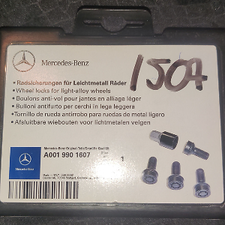 Mercedes-Benz
1504
• Radsicherungen für Leichtmetall Räder
• Wheel locks for light-alloy wheels
• Boulons anti vol pour jantes en alliage léger
• Bulloni antifurto per cerchi in lega leggera
• Tornillo de rueda antirrobo para ruedas de metal ligero
• Afsluitbare wielbouten voor lichtmetalen velgen
A001 990 1607
1
Mercedes-Benz